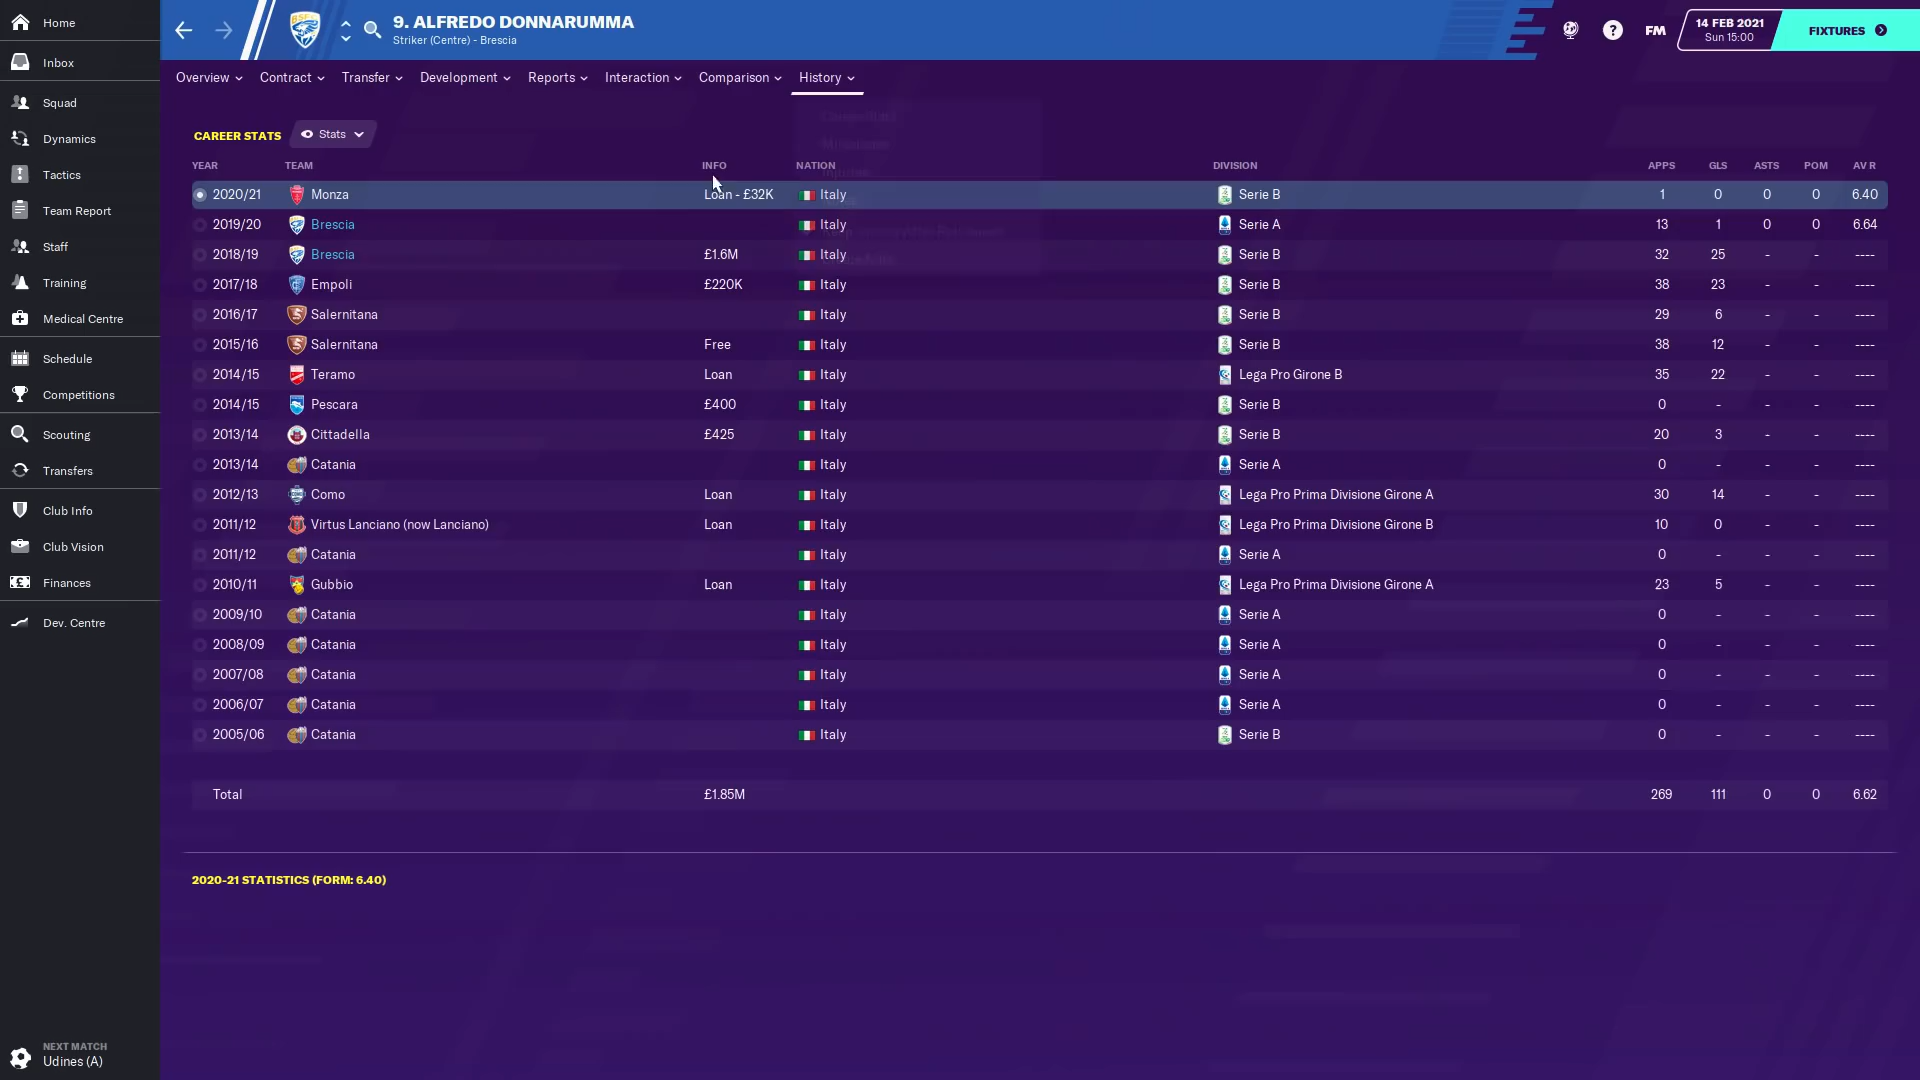 Home
Inbox
Squad
Dynamics
Tactics
Team Report
Staff
Training
Medical Centre
Schedule
Competitions
Scouting
Transfers
Club Info
Club Vision
Finances
Dev. Centre
NEXT MATCH
Udines (A)
9. ALFREDO DONNARUMMA
Striker (Centre) - Brescia
FM
14 FEB 2021
Sun 15:00
FIXTURES
Overview Contract Transfer Development Reports Interaction Comparison History
CAREER STATS Stats
YEAR TEAM INFO NATION DIVISION APPS GLS ASTS POM AV R
2020/21 Monza Loan - £32K Italy Serie B 1 0 0 0 6.40
2019/20 Brescia Italy Serie A 13 1 0 0 6.64
2018/19 Brescia £1.6M Italy Serie B 32 25 - - ----
2017/18 Empoli £220K Italy Serie B 38 23 - - ----
2016/17 Salernitana Italy Serie B 29 6 - - ----
2015/16 Salernitana Free Italy Serie B 38 12 - - ----
2014/15 Teramo Loan Italy Lega Pro Girone B 35 22 - - ----
2014/15 Pescara £400 Italy Serie B 0 - - - ----
2013/14 Cittadella £425 Italy Serie B 20 3 - - ----
2013/14 Catania Italy Serie A 0 - - - ----
2012/13 Como Loan Italy Lega Pro Prima Divisione Girone A 30 14 - - ----
2011/12 Virtus Lanciano (now Lanciano) Loan Italy Lega Pro Prima Divisione Girone B 10 0 - - ----
2011/12 Catania Italy Serie A 0 - - - ----
2010/11 Gubbio Loan Italy Lega Pro Prima Divisione Girone A 23 5 - - ----
2009/10 Catania Italy Serie A 0 - - - ----
2008/09 Catania Italy Serie A 0 - - - ----
2007/08 Catania Italy Serie A 0 - - - ----
2006/07 Catania Italy Serie A 0 - - - ----
2005/06 Catania Italy Serie B 0 - - - ----
Total £1.85M 269 111 0 0 6.62
2020-21 STATISTICS (FORM: 6.40)